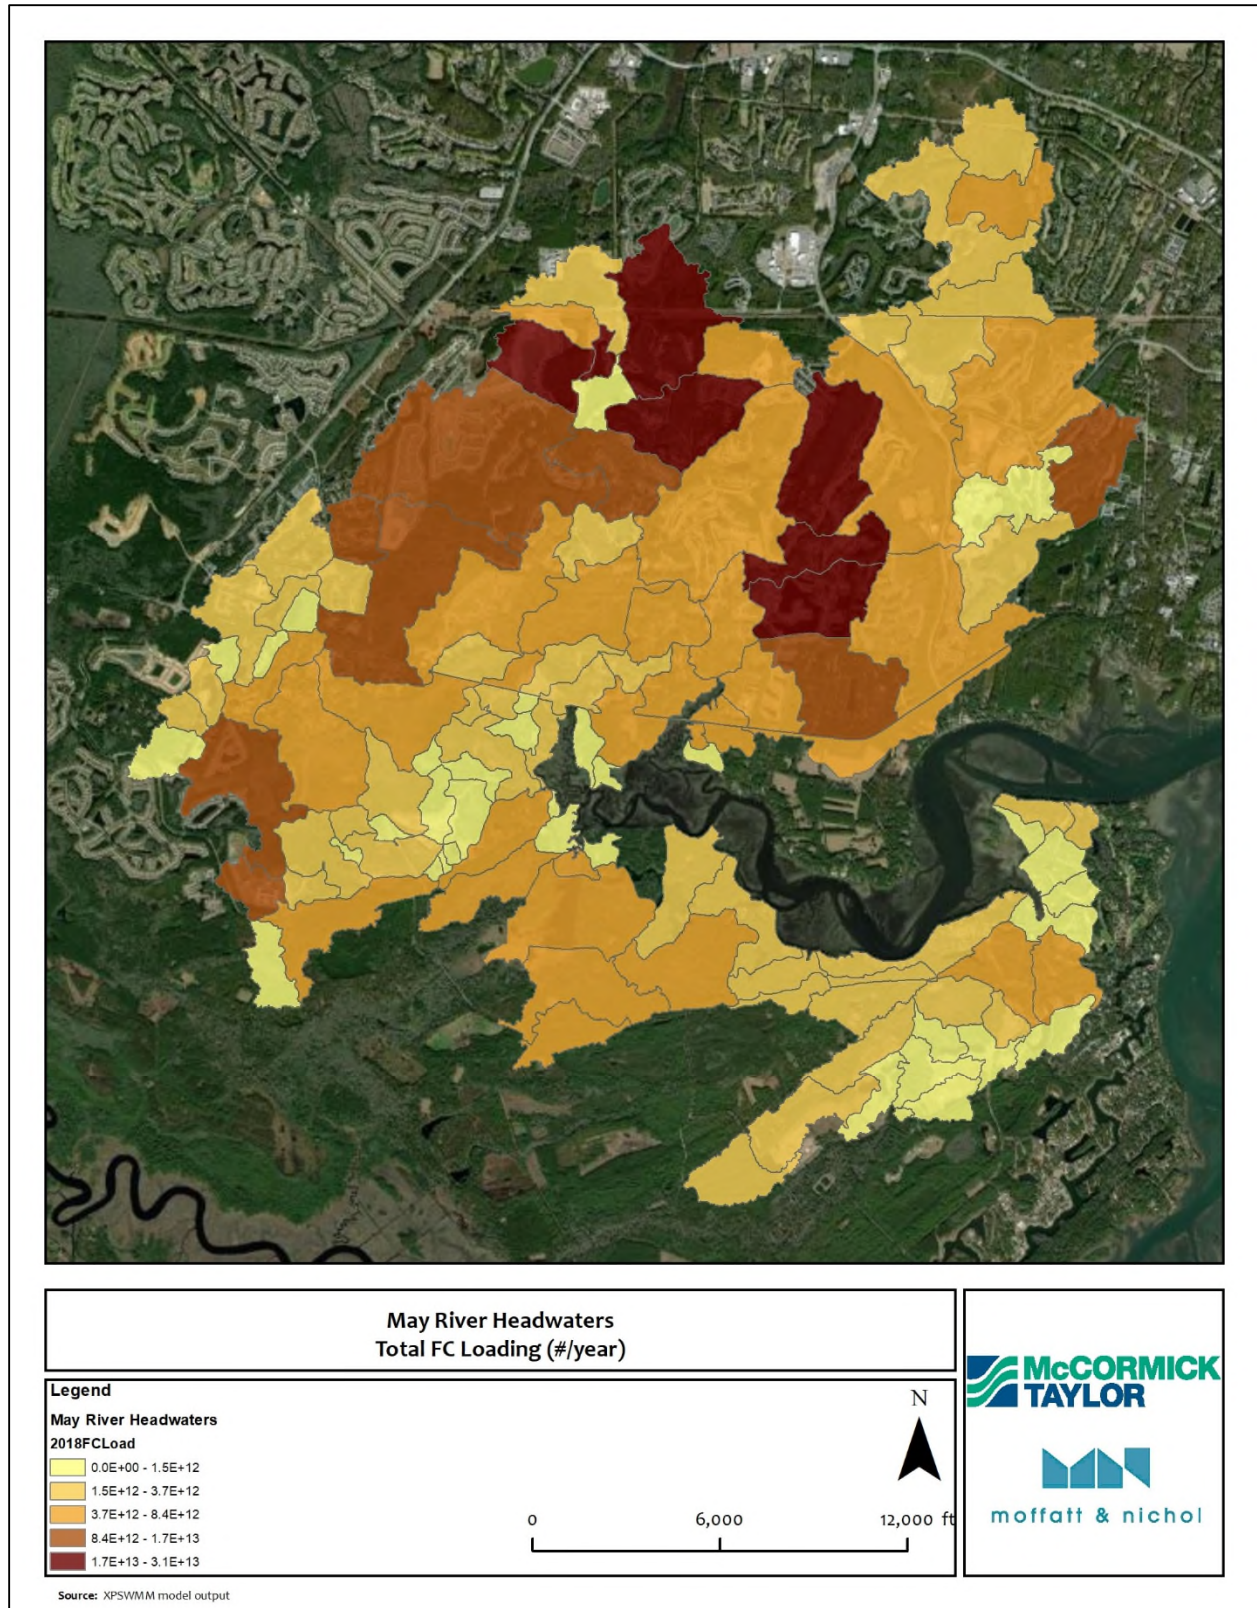 May River Headwaters
Total FC Loading (#/year)
Legend
May River Headwaters
2018FCLoad
0.0E+00 - 1.5E+12
1.5E+12 - 3.7E+12
3.7E+12 - 8.4E+12
8.4E+12 - 1.7E+13
1.7E+13 - 3.1E+13
N
0 6,000 12,000 ft
McCORMICK
TAYLOR
moffatt & nichol
Source: XPSWMM model output